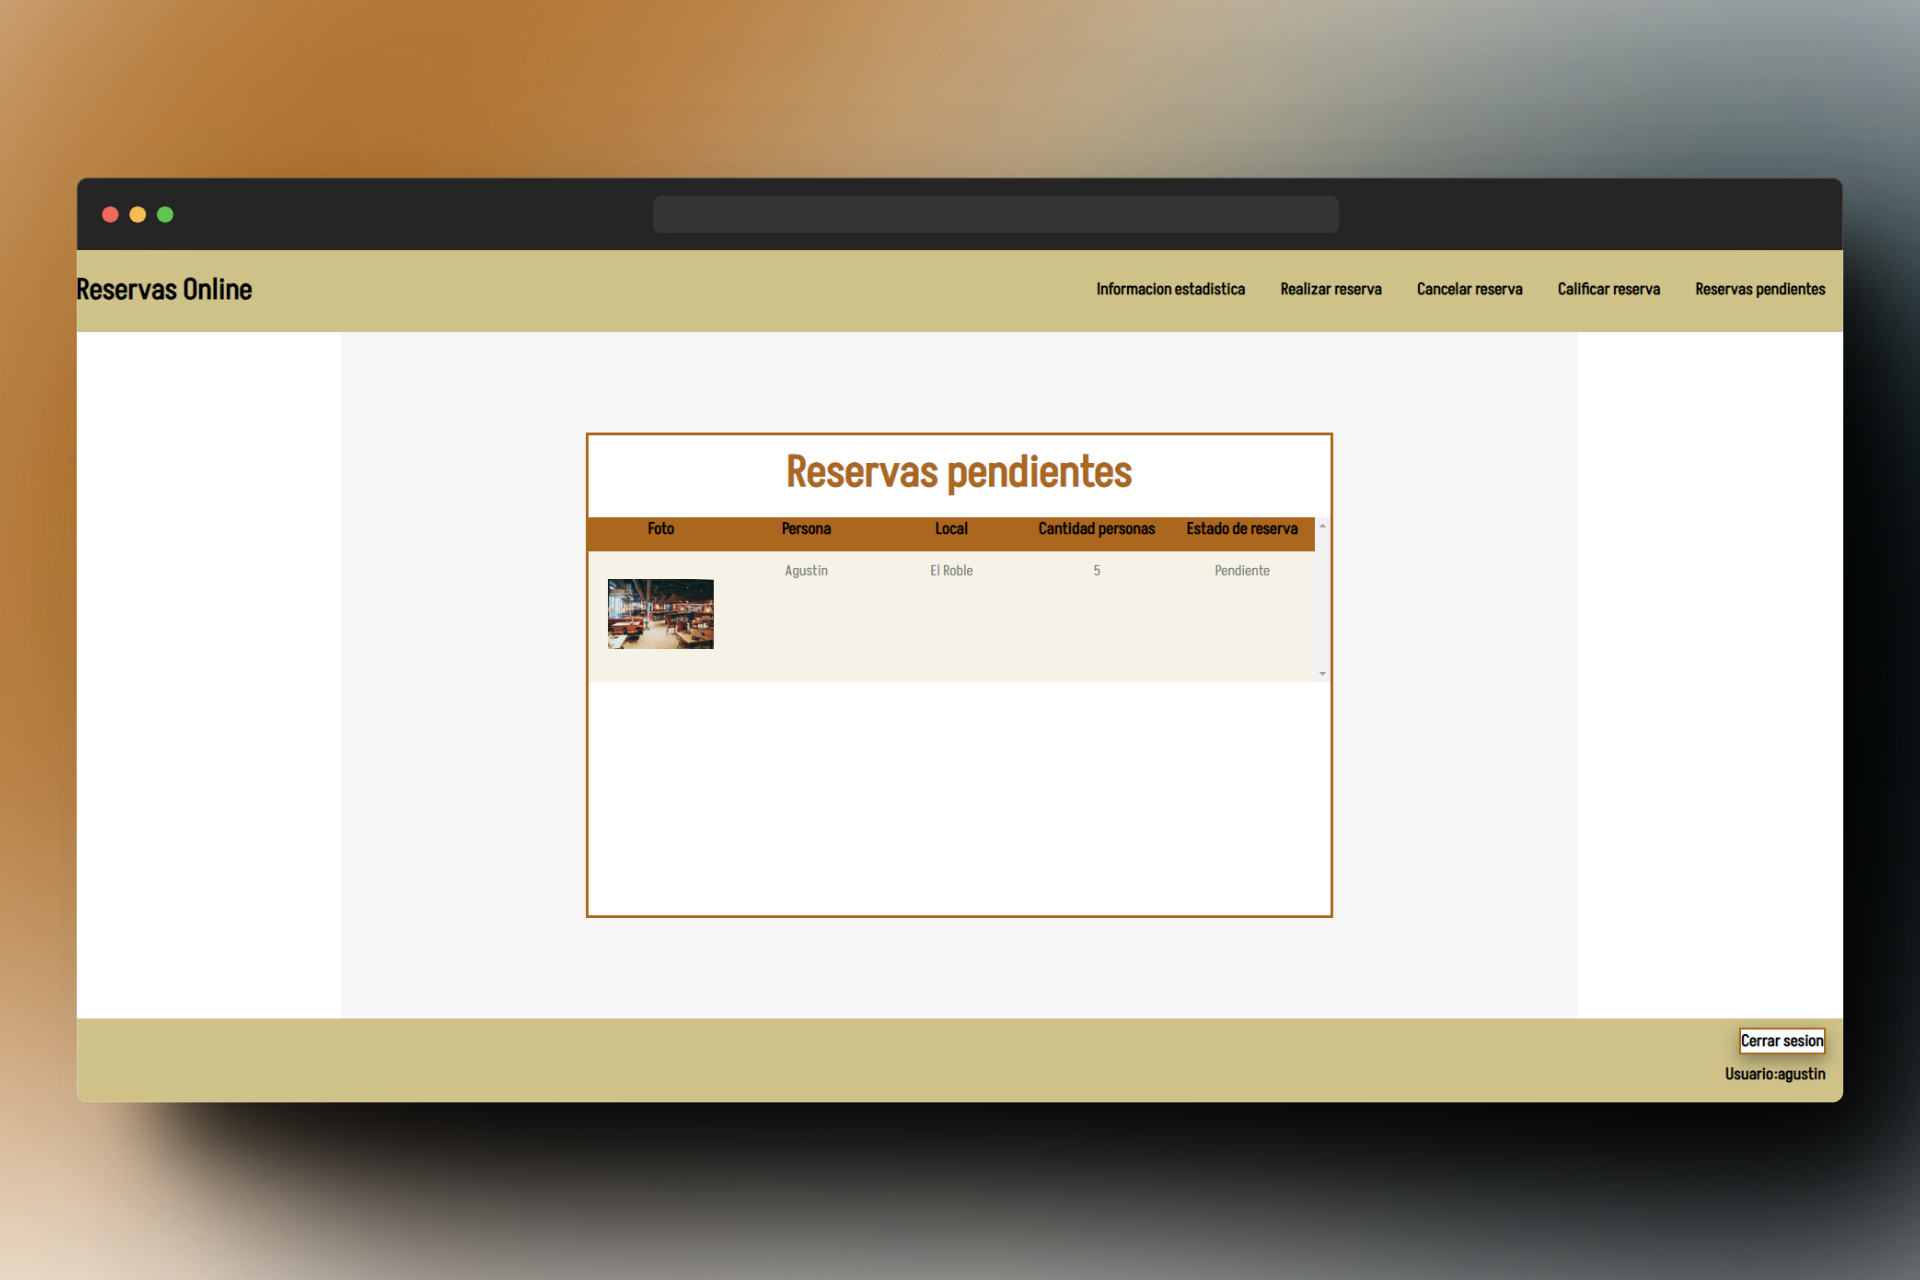 Reservas Online
Informacion estadistica Realizar reserva Cancelar reserva Calificar reserva Reservas pendientes
Reservas pendientes
Foto Persona Local Cantidad personas Estado de reserva
Agustin El Roble 5 Pendiente
Cerrar sesion
Usuario:agustin